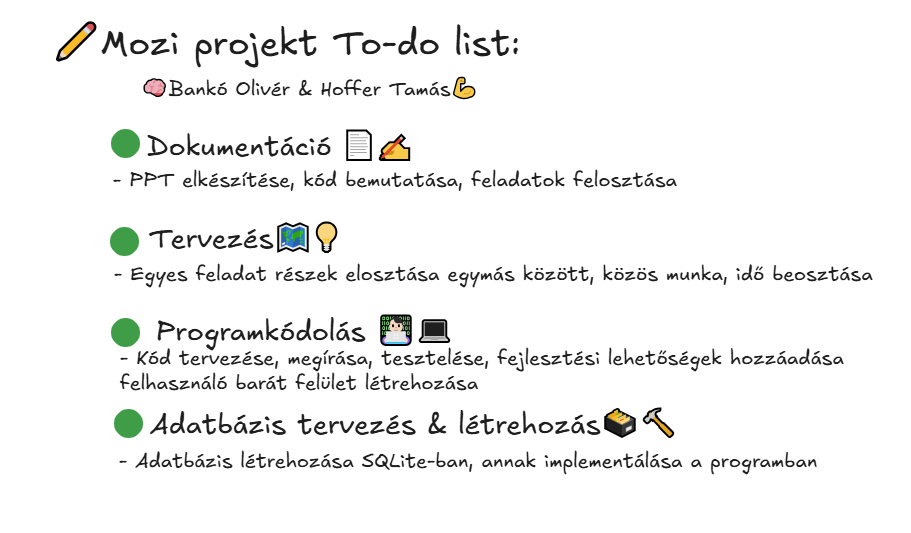 Mozi projekt To-do list:
Bankó Olivér & Hoffer Tamás
Dokumentáció
- PPT elkészítése, kód bemutatása, feladatok felosztása
Tervezés
- Egyes feladat részek elosztása egymás között, közös munka, idő beosztása
Programkódolás
- Kód tervezése, megírása, tesztelése, fejlesztési lehetőségek hozzáadása
felhasználó barát felület létrehozása
Adatbázis tervezés & létrehozás
- Adatbázis létrehozása SQLite-ban, annak implementálása a programban